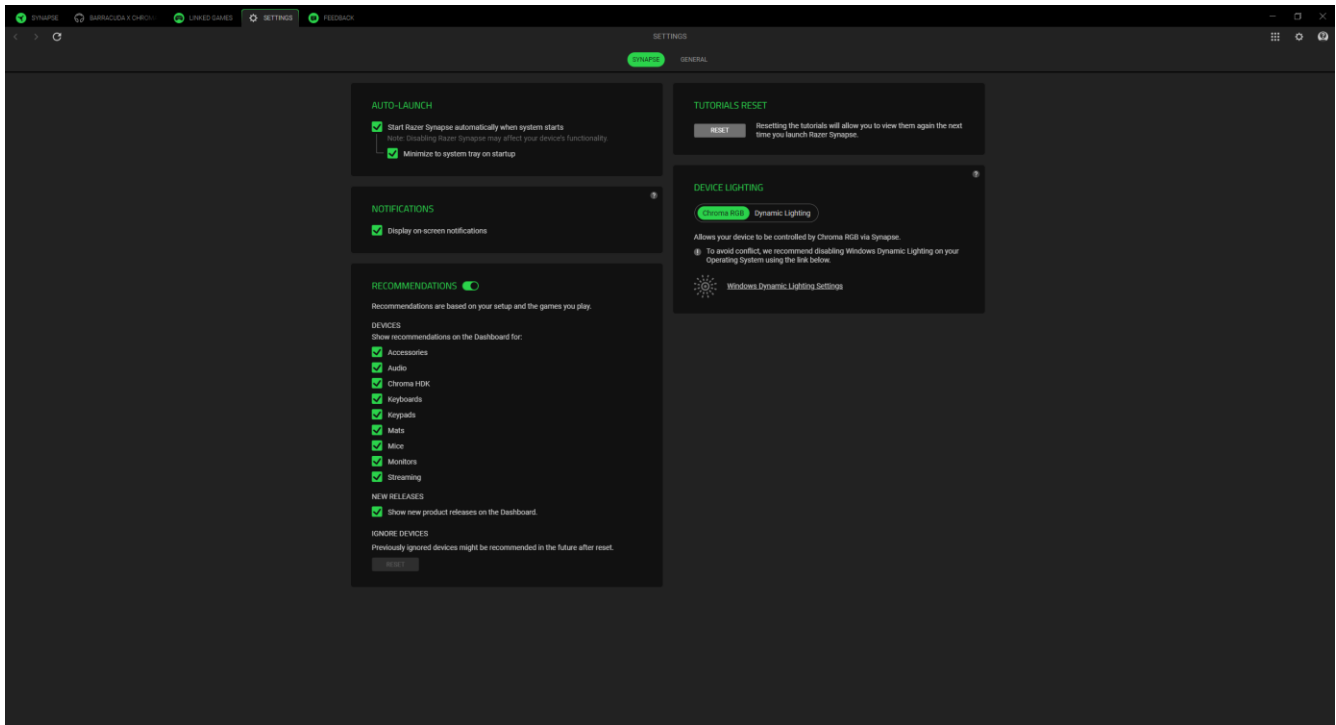 SYNAPSE
BARRACUDA X CHROM
LINKED GAMES
SETTINGS
FEEDBACK
SETTINGS
SYNAPSE
GENERAL
AUTO-LAUNCH
Start Razer Synapse automatically when system starts
Note: Disabling Razer Synapse may affect your device's functionality.
Minimize to system tray on startup
NOTIFICATIONS
Display on-screen notifications
RECOMMENDATIONS
Recommendations are based on your setup and the games you play.
DEVICES
Show recommendations on the Dashboard for:
Accessories
Audio
Chroma HDK
Keyboards
Keypads
Mats
Mice
Monitors
Streaming
NEW RELEASES
Show new product releases on the Dashboard.
IGNORE DEVICES
Previously ignored devices might be recommended in the future after reset.
RESET
TUTORIALS RESET
RESET
Resetting the tutorials will allow you to view them again the next
time you launch Razer Synapse.
DEVICE LIGHTING
Chroma RGB
Dynamic Lighting
Allows your device to be controlled by Chroma RGB via Synapse.
To avoid conflict, we recommend disabling Windows Dynamic Lighting on your
Operating System using the link below.
Windows Dynamic Lighting Settings